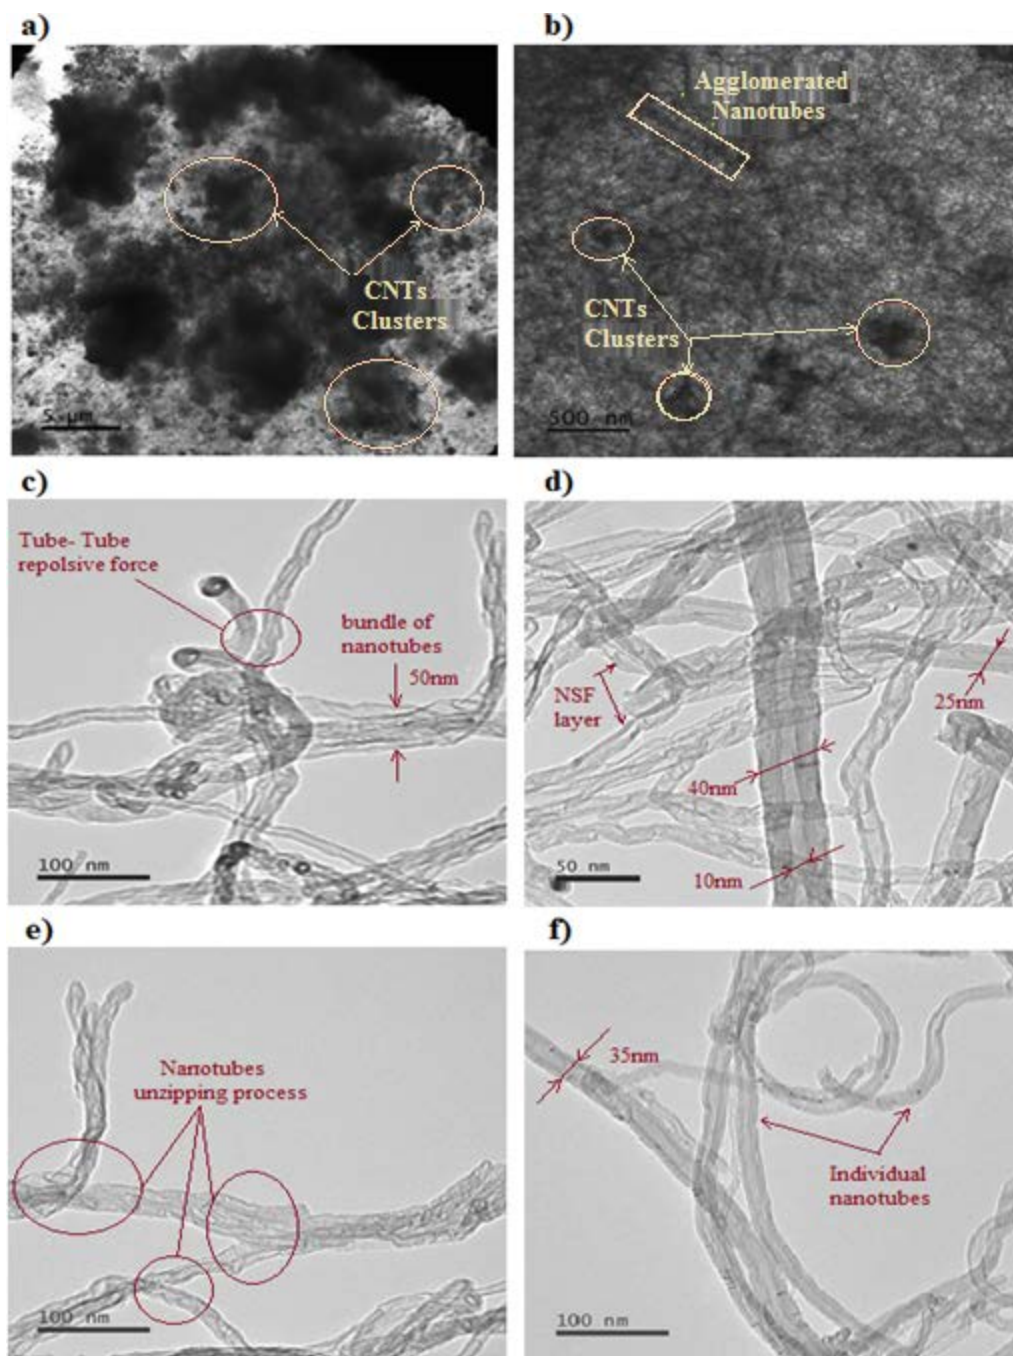 a)
CNTs
Clusters
5 μm
b)
Agglomerated
Nanotubes
CNTs
Clusters
500 nm
c)
Tube- Tube
repolsive force
bundle of
nanotubes
50nm
100 nm
d)
NSF
layer
25nm
40nm
10nm
50 nm
e)
Nanotubes
unzipping process
100 nm
f)
35nm
Individual
nanotubes
100 nm